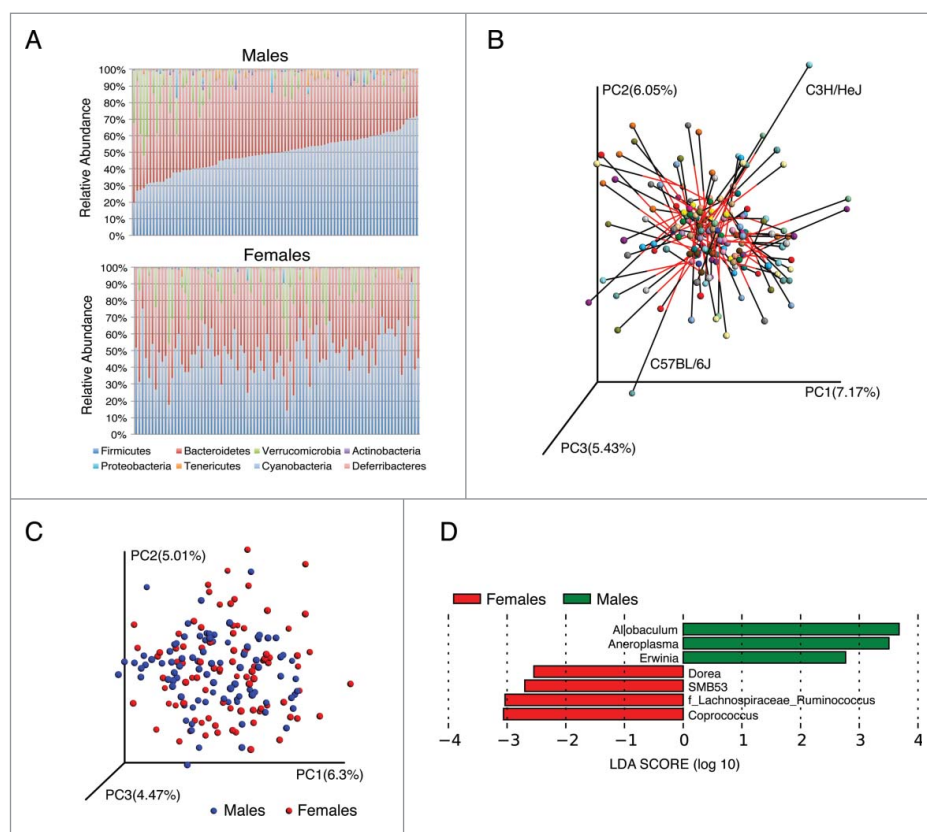 A
Males
100%
90%
80%
70%
60%
50%
40%
30%
20%
10%
0%
Relative Abundance
Females
100%
90%
80%
70%
60%
50%
40%
30%
20%
10%
0%
Relative Abundance
Firmicutes Bacteroidetes Verrucomicrobia Actinobacteria
Proteobacteria Tenericutes Cyanobacteria Deferribacteres
B
PC2(6.05%)
C3H/HeJ
C57BL/6J
PC1(7.17%)
PC3(5.43%)
C
PC2(5.01%)
PC1(6.3%)
PC3(4.47%)
Males Females
D
Females Males
Allobaculum
Aneroplasma
Erwinia
Dorea
SMB53
f_Lachnospiraceae_Ruminococcus
Coprococcus
−4 −3 −2 −1 0 1 2 3 4
LDA SCORE (log 10)